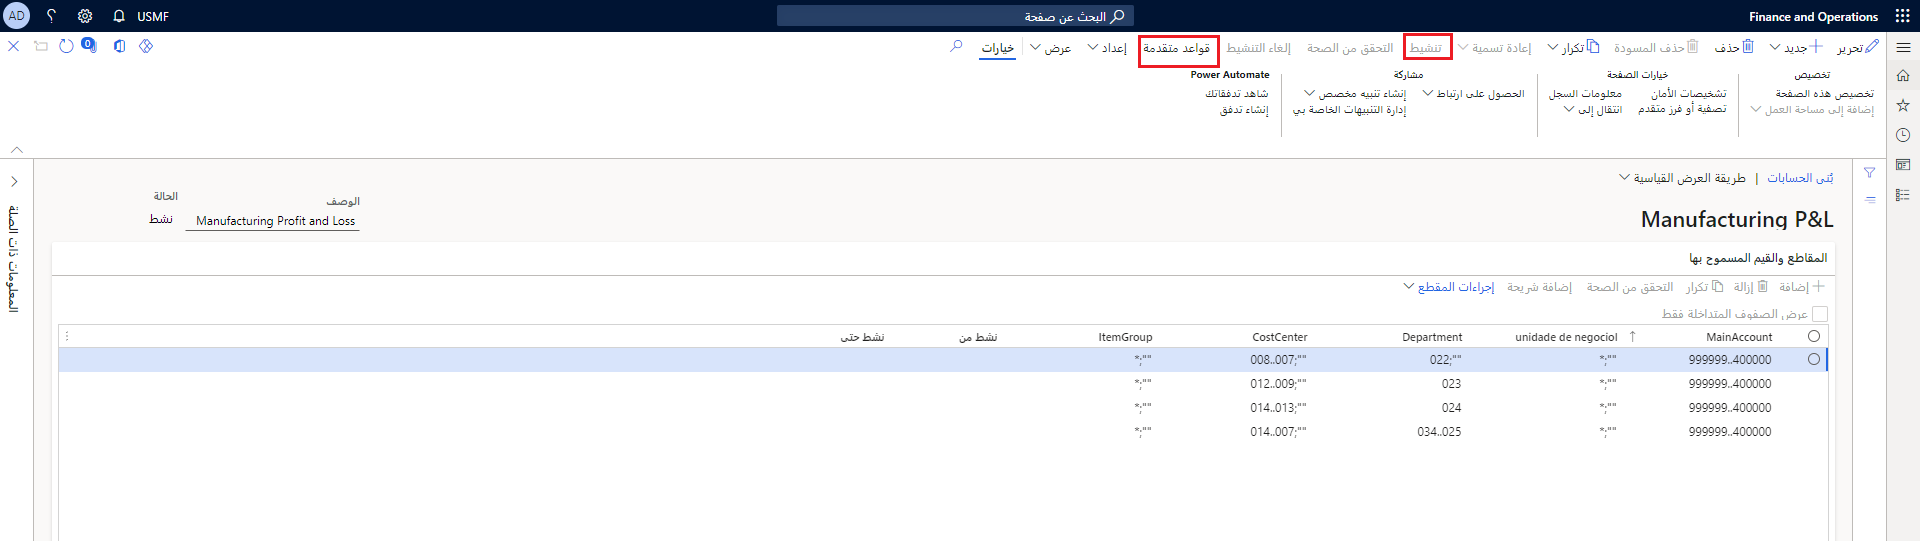 Finance and Operations
البحث عن صفحة
USMF
؟
AD
تحرير
جديد
حذف
حذف المسودة
تكرار
إعادة تسمية
تنشيط
التحقق من الصحة
إلغاء التنشيط
قواعد متقدمة
إعداد
عرض
خيارات
0
تخصيص
تخصيص هذه الصفحة
إضافة إلى مساحة العمل
خيارات الصفحة
تشخيصات الأمان
تصفية أو فرز متقدم
معلومات السجل
انتقال إلى
مشاركة
الحصول على ارتباط
إنشاء تنبيه مخصص
إدارة التنبيهات الخاصة بي
Power Automate
شاهد تدفقاتك
إنشاء تدفق
بُنى الحسابات | طريقة العرض القياسية
Manufacturing P&L
الوصف
Manufacturing Profit and Loss
الحالة
نشط
المعلومات ذات الصلة
المقاطع والقيم المسموح بها
إضافة إزالة تكرار التحقق من الصحة إضافة شريحة إجراءات المقطع
عرض الصفوف المتداخلة فقط
MainAccount unidade de negocioI Department CostCenter ItemGroup نشط من نشط حتى
999999..400000 *;"" 022;"" 008..007;"" *;""
999999..400000 *;"" 023 012..009;"" *;""
999999..400000 *;"" 024 014..013;"" *;""
999999..400000 *;"" 034..025 014..007;"" *;""